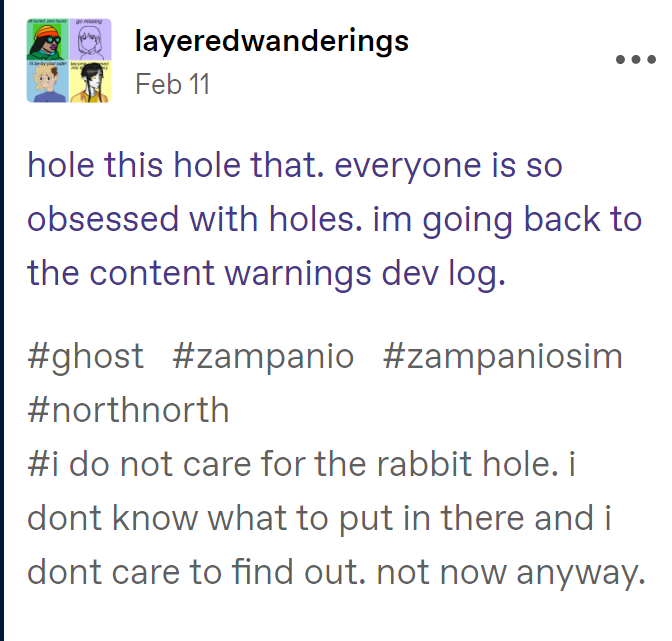 layeredwanderings
Feb 11
hole this hole that. everyone is so
obsessed with holes. im going back to
the content warnings dev log.
#ghost #zampanio #zampaniosim
#northnorth
#i do not care for the rabbit hole. i
dont know what to put in there and i
dont care to find out. not now anyway.